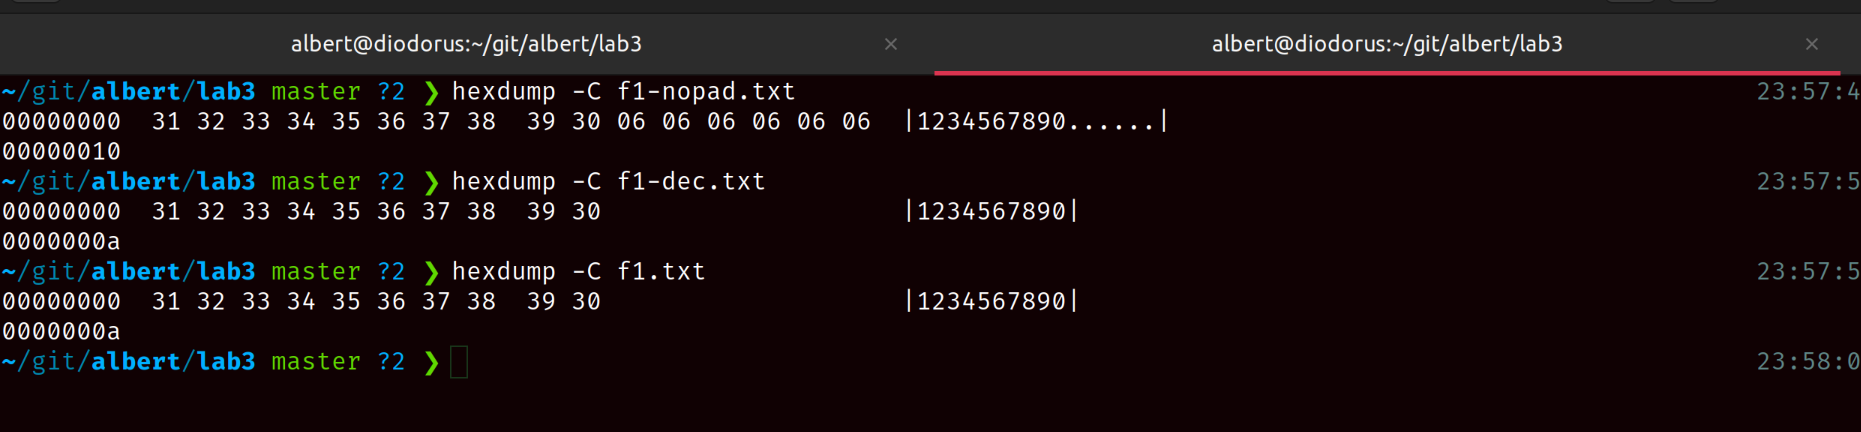 albert@diodorus:~/git/albert/lab3 × albert@diodorus:~/git/albert/lab3 ×
~/git/albert/lab3 master ?2 ❯ hexdump -C f1-nopad.txt 23:57:4
00000000  31 32 33 34 35 36 37 38  39 30 06 06 06 06 06 06  |1234567890......|
00000010
~/git/albert/lab3 master ?2 ❯ hexdump -C f1-dec.txt 23:57:5
00000000  31 32 33 34 35 36 37 38  39 30                    |1234567890|
0000000a
~/git/albert/lab3 master ?2 ❯ hexdump -C f1.txt 23:57:5
00000000  31 32 33 34 35 36 37 38  39 30                    |1234567890|
0000000a
~/git/albert/lab3 master ?2 ❯ 23:58:0